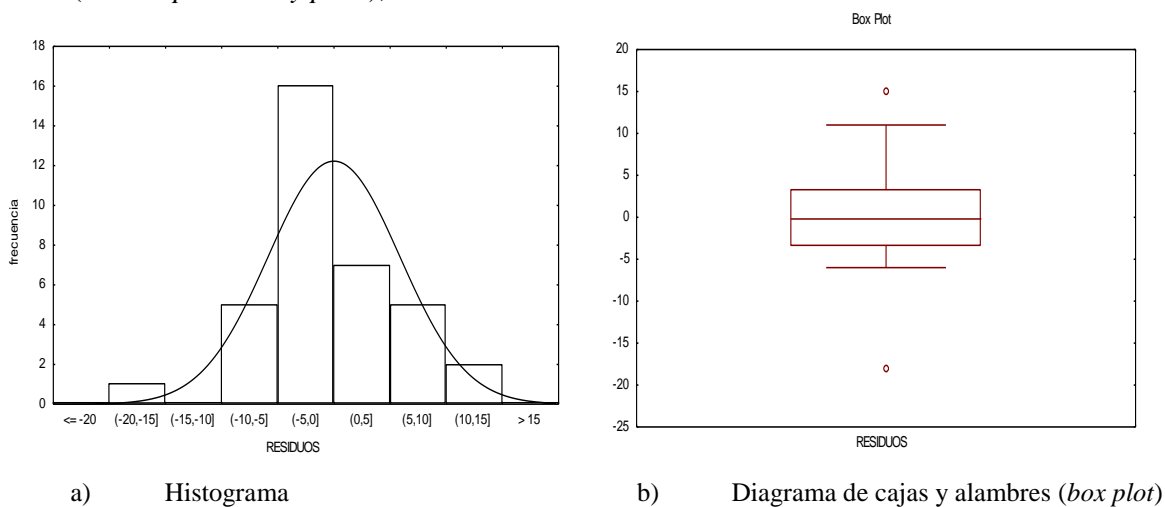 18
16
14
12
10
8
6
4
2
0
frecuencia
<= -20 (-20,-15] (-15,-10] (-10,-5] (-5,0] (0,5] (5,10] (10,15] > 15
RESIDUOS
Box Plot
20
15
10
5
0
-5
-10
-15
-20
-25
RESIDUOS
a) Histograma
b) Diagrama de cajas y alambres (box plot)